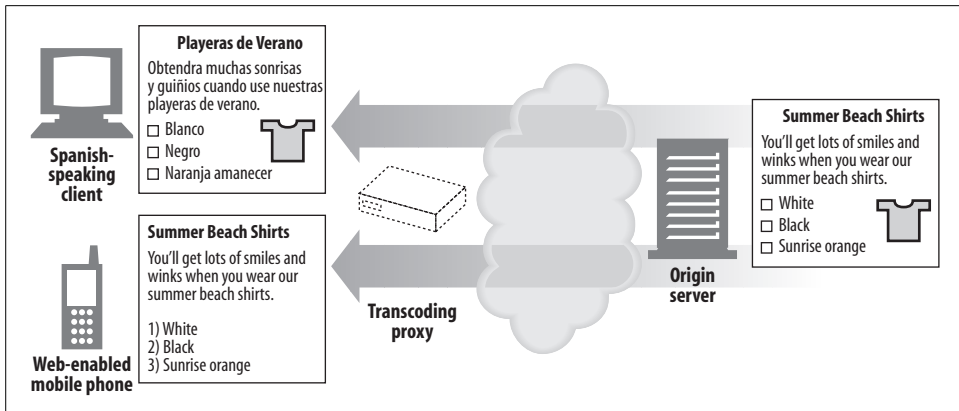 Playeras de Verano
Obtendra muchas sonrisas
y guiñios cuando use nuestras
playeras de verano.
☐ Blanco
☐ Negro
☐ Naranja amanecer
Spanish-
speaking
client
Summer Beach Shirts
You'll get lots of smiles and
winks when you wear our
summer beach shirts.
1) White
2) Black
3) Sunrise orange
Web-enabled
mobile phone
Transcoding
proxy
Origin
server
Summer Beach Shirts
You'll get lots of smiles and
winks when you wear our
summer beach shirts.
☐ White
☐ Black
☐ Sunrise orange